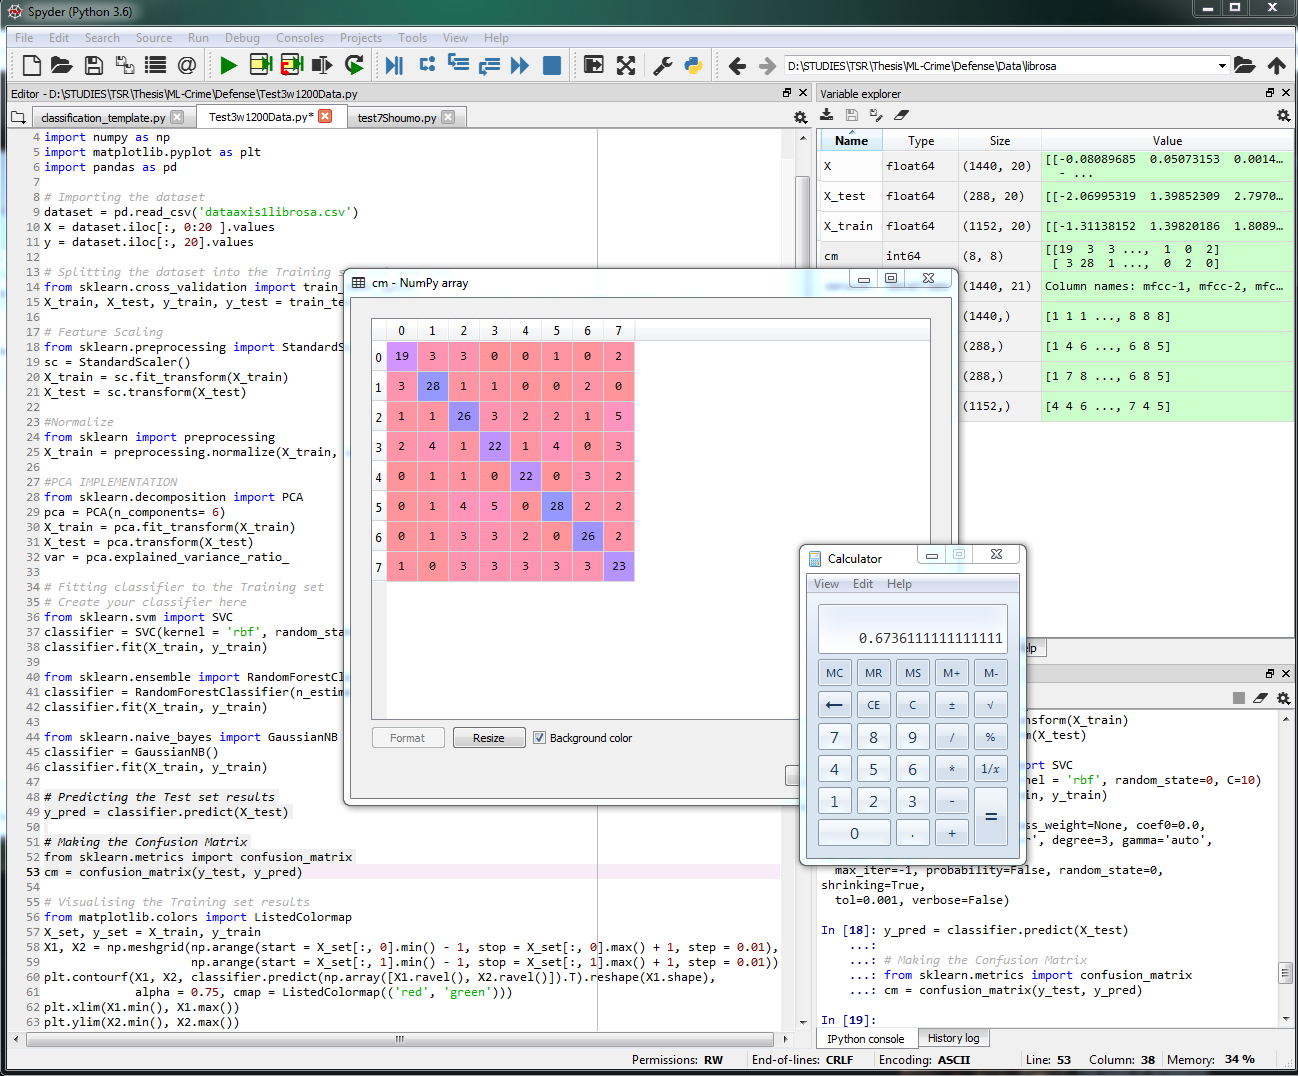 Spyder (Python 3.6)
File Edit Search Source Run Debug Consoles Projects Tools View Help
D:\STUDIES\TSR\Thesis\ML-Crime\Defense\Data\librosa
Editor - D:\STUDIES\TSR\Thesis\ML-Crime\Defense\Test3w1200Data.py
classification_template.py Test3w1200Data.py* test7Shoumo.py
4 import numpy as np
5 import matplotlib.pyplot as plt
6 import pandas as pd
7
8 # Importing the dataset
9 dataset = pd.read_csv('dataaxis1librosa.csv')
10 X = dataset.iloc[:, 0:20 ].values
11 y = dataset.iloc[:, 20].values
12
13 # Splitting the dataset into the Training s
14 from sklearn.cross_validation import train_
15 X_train, X_test, y_train, y_test = train_te
16
17 # Feature Scaling
18 from sklearn.preprocessing import StandardS
19 sc = StandardScaler()
20 X_train = sc.fit_transform(X_train)
21 X_test = sc.transform(X_test)
22
23 #Normalize
24 from sklearn import preprocessing
25 X_train = preprocessing.normalize(X_train,
26
27 #PCA IMPLEMENTATION
28 from sklearn.decomposition import PCA
29 pca = PCA(n_components= 6)
30 X_train = pca.fit_transform(X_train)
31 X_test = pca.transform(X_test)
32 var = pca.explained_variance_ratio_
33
34 # Fitting classifier to the Training set
35 # Create your classifier here
36 from sklearn.svm import SVC
37 classifier = SVC(kernel = 'rbf', random_sta
38 classifier.fit(X_train, y_train)
39
40 from sklearn.ensemble import RandomForestCl
41 classifier = RandomForestClassifier(n_estim
42 classifier.fit(X_train, y_train)
43
44 from sklearn.naive_bayes import GaussianNB
45 classifier = GaussianNB()
46 classifier.fit(X_train, y_train)
47
48 # Predicting the Test set results
49 y_pred = classifier.predict(X_test)
50
51 # Making the Confusion Matrix
52 from sklearn.metrics import confusion_matrix
53 cm = confusion_matrix(y_test, y_pred)
54
55 # Visualising the Training set results
56 from matplotlib.colors import ListedColormap
57 X_set, y_set = X_train, y_train
58 X1, X2 = np.meshgrid(np.arange(start = X_set[:, 0].min() - 1, stop = X_set[:, 0].max() + 1, step = 0.01),
59 np.arange(start = X_set[:, 1].min() - 1, stop = X_set[:, 1].max() + 1, step = 0.01))
60 plt.contourf(X1, X2, classifier.predict(np.array([X1.ravel(), X2.ravel()]).T).reshape(X1.shape),
61 alpha = 0.75, cmap = ListedColormap(('red', 'green')))
62 plt.xlim(X1.min(), X1.max())
63 plt.ylim(X2.min(), X2.max())
cm - NumPy array
0 1 2 3 4 5 6 7
0 19 3 3 0 0 1 0 2
1 3 28 1 1 0 0 2 0
2 1 1 26 3 2 2 1 5
3 2 4 1 22 1 4 0 3
4 0 1 1 0 22 0 3 2
5 0 1 4 5 0 28 2 2
6 0 1 3 3 2 0 26 2
7 1 0 3 3 3 3 3 23
Format Resize Background color
Variable explorer
Name Type Size Value
X float64 (1440, 20) [[-0.08089685 0.05073153 0.0014...
- ...
X_test float64 (288, 20) [[-2.06995319 1.39852309 2.7970...
X_train float64 (1152, 20) [[-1.31138152 1.39820186 1.8089...
cm int64 (8, 8) [[19 3 3 ..., 1 0 2]
[ 3 28 1 ..., 0 2 0]
(1440, 21) Column names: mfcc-1, mfcc-2, mfc...
(1440,) [1 1 1 ..., 8 8 8]
(288,) [1 4 6 ..., 6 8 5]
(288,) [1 7 8 ..., 6 8 5]
(1152,) [4 4 6 ..., 7 4 5]
Calculator
View Edit Help
0.6736111111111111
MC MR MS M+ M-
← CE C ± √
7 8 9 / %
4 5 6 * 1/x
1 2 3 - =
0 . +
lp
nsform(X_train)
m(X_test)
ort SVC
nel = 'rbf', random_state=0, C=10)
in, y_train)
ss_weight=None, coef0=0.0,
r', degree=3, gamma='auto',
max_iter=-1, probability=False, random_state=0,
shrinking=True,
tol=0.001, verbose=False)
In [18]: y_pred = classifier.predict(X_test)
...:
...: # Making the Confusion Matrix
...: from sklearn.metrics import confusion_matrix
...: cm = confusion_matrix(y_test, y_pred)
In [19]:
IPython console History log
Permissions: RW End-of-lines: CRLF Encoding: ASCII Line: 53 Column: 38 Memory: 34 %